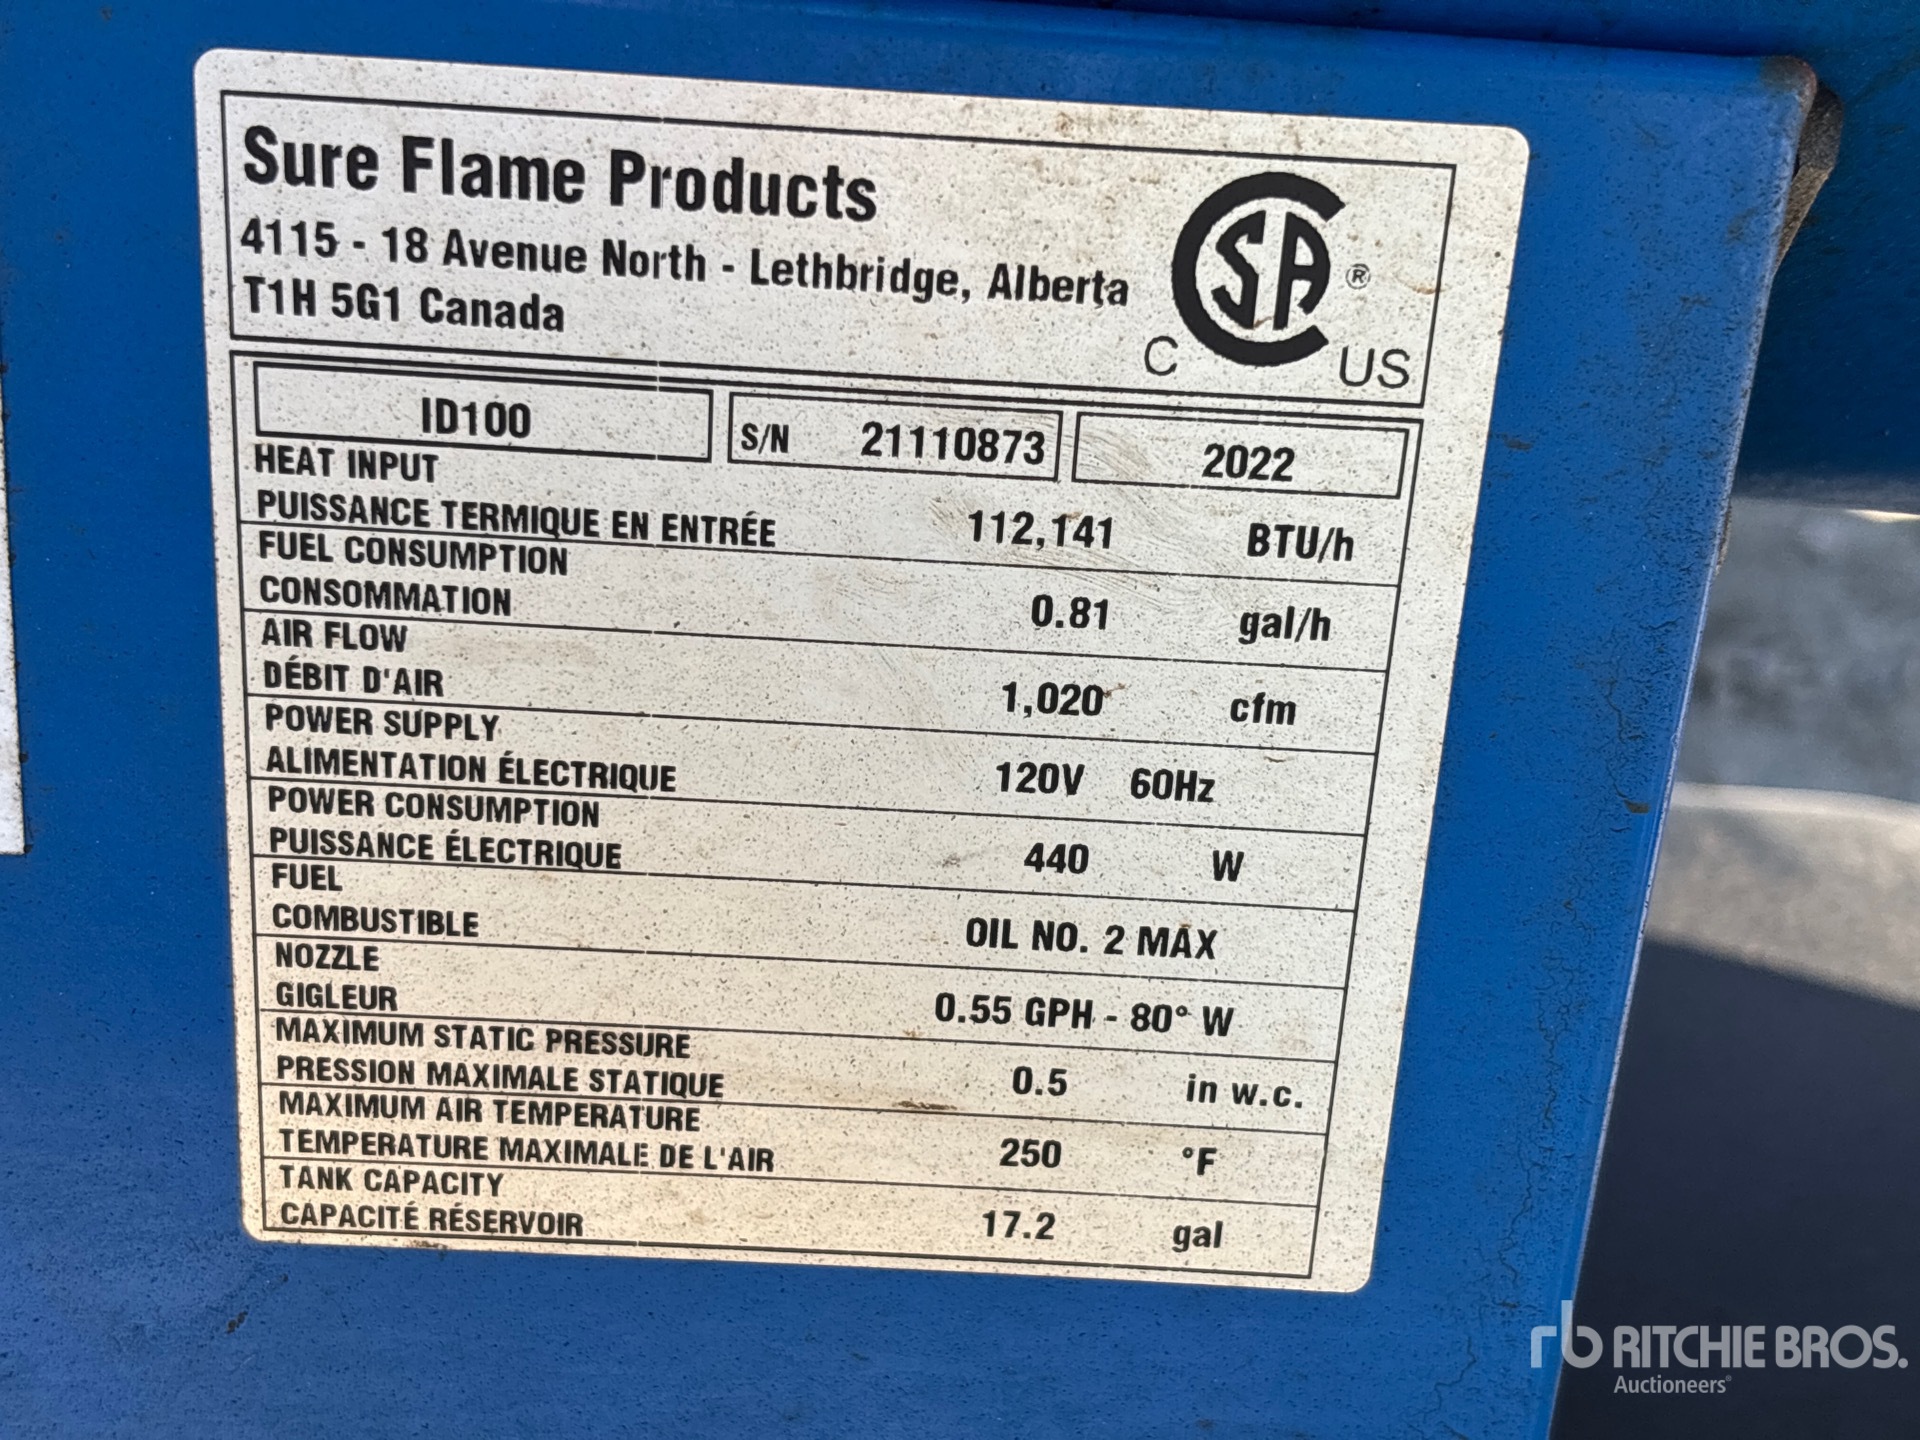 Sure Flame Products
4115 - 18 Avenue North - Lethbridge, Alberta
T1H 5G1 Canada
CSA ®
C US
ID100 S/N 21110873 2022
HEAT INPUT
PUISSANCE TERMIQUE EN ENTRÉE 112,141 BTU/h
FUEL CONSUMPTION
CONSOMMATION 0.81 gal/h
AIR FLOW
DÉBIT D'AIR 1,020 cfm
POWER SUPPLY
ALIMENTATION ÉLECTRIQUE 120V 60Hz
POWER CONSUMPTION
PUISSANCE ÉLECTRIQUE 440 W
FUEL
COMBUSTIBLE OIL NO. 2 MAX
NOZZLE
GIGLEUR 0.55 GPH - 80° W
MAXIMUM STATIC PRESSURE
PRESSION MAXIMALE STATIQUE 0.5 in w.c.
MAXIMUM AIR TEMPERATURE
TEMPERATURE MAXIMALE DE L'AIR 250 °F
TANK CAPACITY
CAPACITÉ RÉSERVOIR 17.2 gal
rb RITCHIE BROS.
Auctioneers®